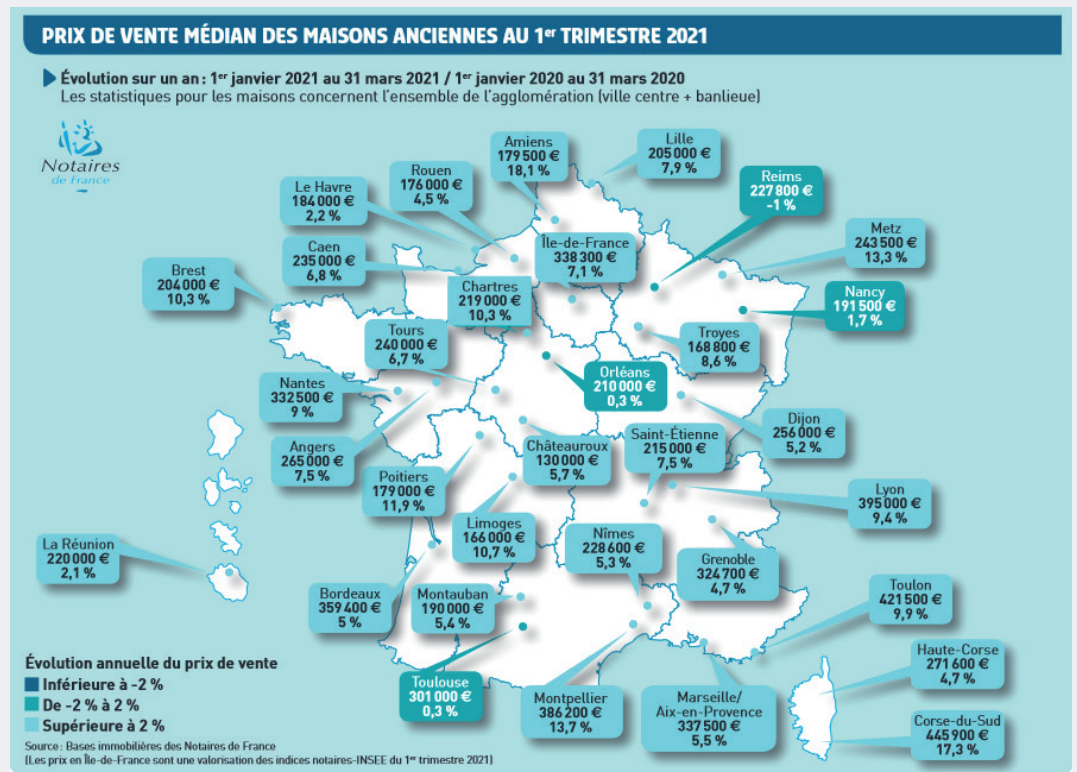 PRIX DE VENTE MÉDIAN DES MAISONS ANCIENNES AU 1er TRIMESTRE 2021
Évolution sur un an : 1er janvier 2021 au 31 mars 2021 / 1er janvier 2020 au 31 mars 2020
Les statistiques pour les maisons concernent l'ensemble de l'agglomération (ville centre + banlieue)
Notaires
de France
Amiens
179 500 €
18,1 %
Lille
205 000 €
7,9 %
Rouen
176 000 €
4,5 %
Reims
227 800 €
-1 %
Le Havre
184 000 €
2,2 %
Metz
243 500 €
13,3 %
Caen
235 000 €
6,8 %
Île-de-France
338 300 €
7,1 %
Brest
204 000 €
10,3 %
Chartres
219 000 €
10,3 %
Nancy
191 500 €
1,7 %
Tours
240 000 €
6,7 %
Troyes
168 800 €
8,6 %
Orléans
210 000 €
0,3 %
Nantes
332 500 €
9 %
Dijon
256 000 €
5,2 %
Angers
265 000 €
7,5 %
Châteauroux
130 000 €
5,7 %
Saint-Étienne
215 000 €
7,5 %
Poitiers
179 000 €
11,9 %
Lyon
395 000 €
9,4 %
Limoges
166 000 €
10,7 %
Nîmes
228 600 €
5,3 %
La Réunion
220 000 €
2,1 %
Grenoble
324 700 €
4,7 %
Bordeaux
359 400 €
5 %
Montauban
190 000 €
5,4 %
Toulon
421 500 €
9,9 %
Toulouse
301 000 €
0,3 %
Montpellier
386 200 €
13,7 %
Marseille/
Aix-en-Provence
337 500 €
5,5 %
Haute-Corse
271 600 €
4,7 %
Corse-du-Sud
445 900 €
17,3 %
Évolution annuelle du prix de vente
Inférieure à -2 %
De -2 % à 2 %
Supérieure à 2 %
Source : Bases immobilières des Notaires de France
(Les prix en Île-de-France sont une valorisation des indices notaires-INSEE du 1er trimestre 2021)